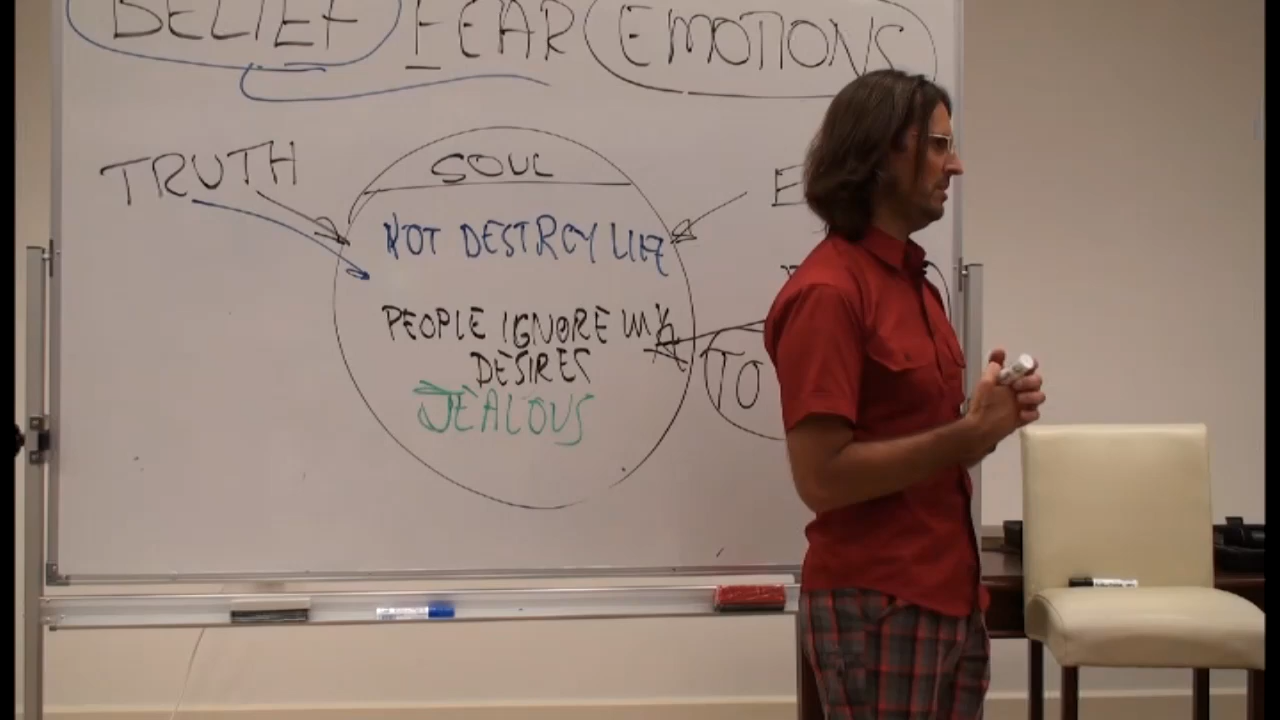 BELIEF FEAR EMOTIONS
TRUTH
SOUL
NOT DESTROY LIFE
PEOPLE IGNORE MY
DESIRES
JEALOUS
TO